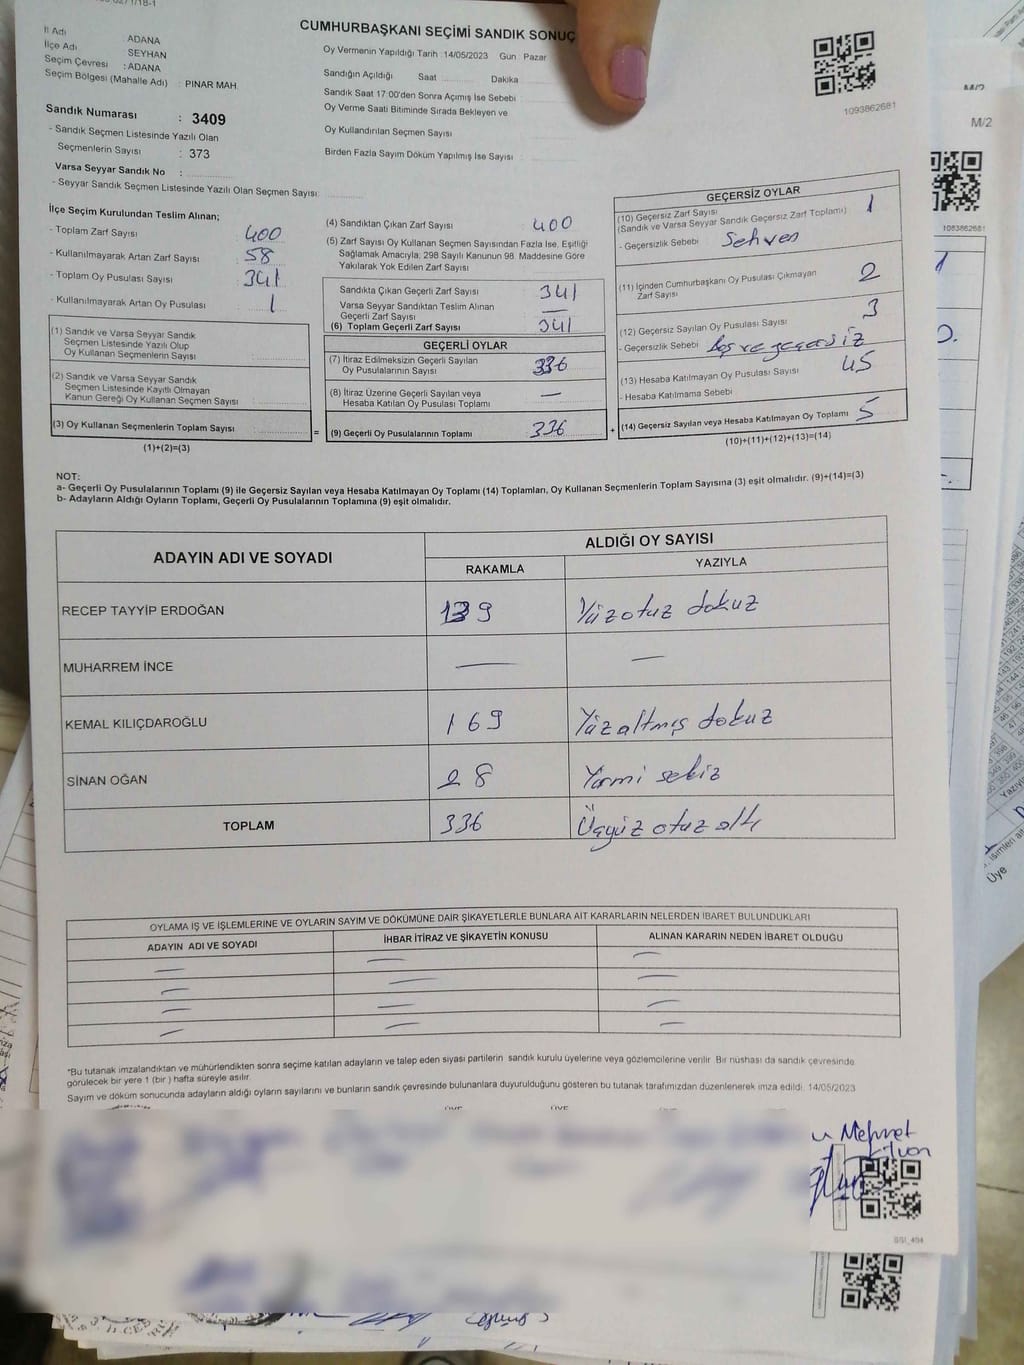 CUMHURBAŞKANI SEÇİMİ SANDIK SONUÇ
İl Adı : ADANA
İlçe Adı : SEYHAN
Seçim Çevresi : ADANA
Seçim Bölgesi (Mahalle Adı) : PINAR MAH.
Sandık Numarası : 3409
- Sandık Seçmen Listesinde Yazılı Olan
Seçmenlerin Sayısı : 373
Varsa Seyyar Sandık No :
- Seyyar Sandık Seçmen Listesinde Yazılı Olan Seçmen Sayısı:
Oy Vermenin Yapıldığı Tarih :14/05/2023 Gün Pazar
Sandığın Açıldığı Saat Dakika
Sandık Saat 17:00'den Sonra Açımış İse Sebebi
Oy Verme Saati Bitiminde Sırada Bekleyen ve
Oy Kullandırılan Seçmen Sayısı
Birden Fazla Sayım Döküm Yapılmış İse Sayısı
1093862681
M/2
M/2
1093862681
İlçe Seçim Kurulundan Teslim Alınan;
- Toplam Zarf Sayısı 400
- Kullanılmayarak Artan Zarf Sayısı 58
- Toplam Oy Pusulası Sayısı 341
- Kullanılmayarak Artan Oy Pusulası 1
(1) Sandık ve Varsa Seyyar Sandık
Seçmen Listesinde Yazılı Olup
Oy Kullanan Seçmenlerin Sayısı
(2) Sandık ve Varsa Seyyar Sandık
Seçmen Listesinde Kayıtlı Olmayan
Kanun Gereği Oy Kullanan Seçmen Sayısı
(3) Oy Kullanan Seçmenlerin Toplam Sayısı =
(1)+(2)=(3)
(4) Sandıktan Çıkan Zarf Sayısı 400
(5) Zarf Sayısı Oy Kullanan Seçmen Sayısından Fazla İse, Eşitliği
Sağlamak Amacıyla; 298 Sayılı Kanunun 98. Maddesine Göre
Yakılarak Yok Edilen Zarf Sayısı
Sandıkta Çıkan Geçerli Zarf Sayısı 341
Varsa Seyyar Sandıktan Teslim Alınan
Geçerli Zarf Sayısı —
(6) Toplam Geçerli Zarf Sayısı 341
GEÇERLİ OYLAR
(7) İtiraz Edilmeksizin Geçerli Sayılan
Oy Pusulalarının Sayısı 336
(8) İtiraz Üzerine Geçerli Sayılan veya
Hesaba Katılan Oy Pusulası Toplamı —
(9) Geçerli Oy Pusulalarının Toplamı 336 +
GEÇERSİZ OYLAR
(10) Geçersiz Zarf Sayısı
(Sandık ve Varsa Seyyar Sandık Geçersiz Zarf Toplamı) 1
- Geçersizlik Sebebi Sehven
(11) İçinden Cumhurbaşkanı Oy Pusulası Çıkmayan
Zarf Sayısı 2
(12) Geçersiz Sayılan Oy Pusulası Sayısı 3
- Geçersizlik Sebebi Boş ve geçersiz
(13) Hesaba Katılmayan Oy Pusulası Sayısı 45
- Hesaba Katılmama Sebebi
(14) Geçersiz Sayılan veya Hesaba Katılmayan Oy Toplamı 5
(10)+(11)+(12)+(13)=(14)
NOT:
a- Geçerli Oy Pusulalarının Toplamı (9) ile Geçersiz Sayılan veya Hesaba Katılmayan Oy Toplamı (14) Toplamları, Oy Kullanan Seçmenlerin Toplam Sayısına (3) eşit olmalıdır. (9)+(14)=(3)
b- Adayların Aldığı Oyların Toplamı, Geçerli Oy Pusulalarının Toplamına (9) eşit olmalıdır.
ADAYIN ADI VE SOYADI ALDIĞI OY SAYISI
RAKAMLA YAZIYLA
RECEP TAYYİP ERDOĞAN 139 Yüzotuz dokuz
MUHARREM İNCE — —
KEMAL KILIÇDAROĞLU 169 Yüzaltmış dokuz
SİNAN OĞAN 28 Yirmi sekiz
TOPLAM 336 Üçyüz otuz altı
OYLAMA İŞ VE İŞLEMLERİNE VE OYLARIN SAYIM VE DÖKÜMÜNE DAİR ŞİKAYETLERLE BUNLARA AİT KARARLARIN NELERDEN İBARET BULUNDUKLARI
ADAYIN ADI VE SOYADI İHBAR İTİRAZ VE ŞİKAYETİN KONUSU ALINAN KARARIN NEDEN İBARET OLDUĞU
— — —
— — —
— — —
— — —
*Bu tutanak imzalandıktan ve mühürlendikten sonra seçime katılan adayların ve talep eden siyasi partilerin sandık kurulu üyelerine veya gözlemcilerine verilir. Bir nüshası da sandık çevresinde
görülecek bir yere 1 (bir) hafta süreyle asılır.
Sayım ve döküm sonucunda adayların aldığı oyların sayılarını ve bunların sandık çevresinde bulunanlara duyurulduğunu gösteren bu tutanak tarafımızdan düzenlenerek imza edildi. 14/05/2023
ÜYE ÜYE
Mehmet
Üye